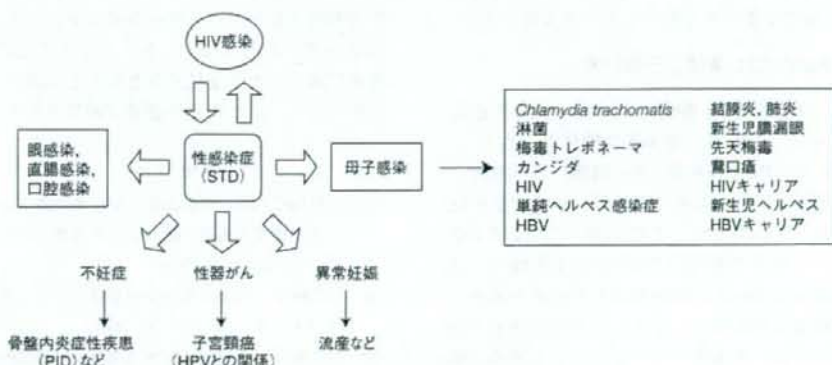 HIV感染
眼感染,
直腸感染,
口腔感染
性感染症
(STD)
母子感染
Chlamydia trachomatis 結膜炎, 肺炎
淋菌 新生児膿漏眼
梅毒トレポネーマ 先天梅毒
カンジダ 鵞口瘡
HIV HIVキャリア
単純ヘルペス感染症 新生児ヘルペス
HBV HBVキャリア
不妊症
性器がん
異常妊娠
骨盤内炎症性疾患
(PID)など
子宮頸癌
(HPVとの関係)
流産など